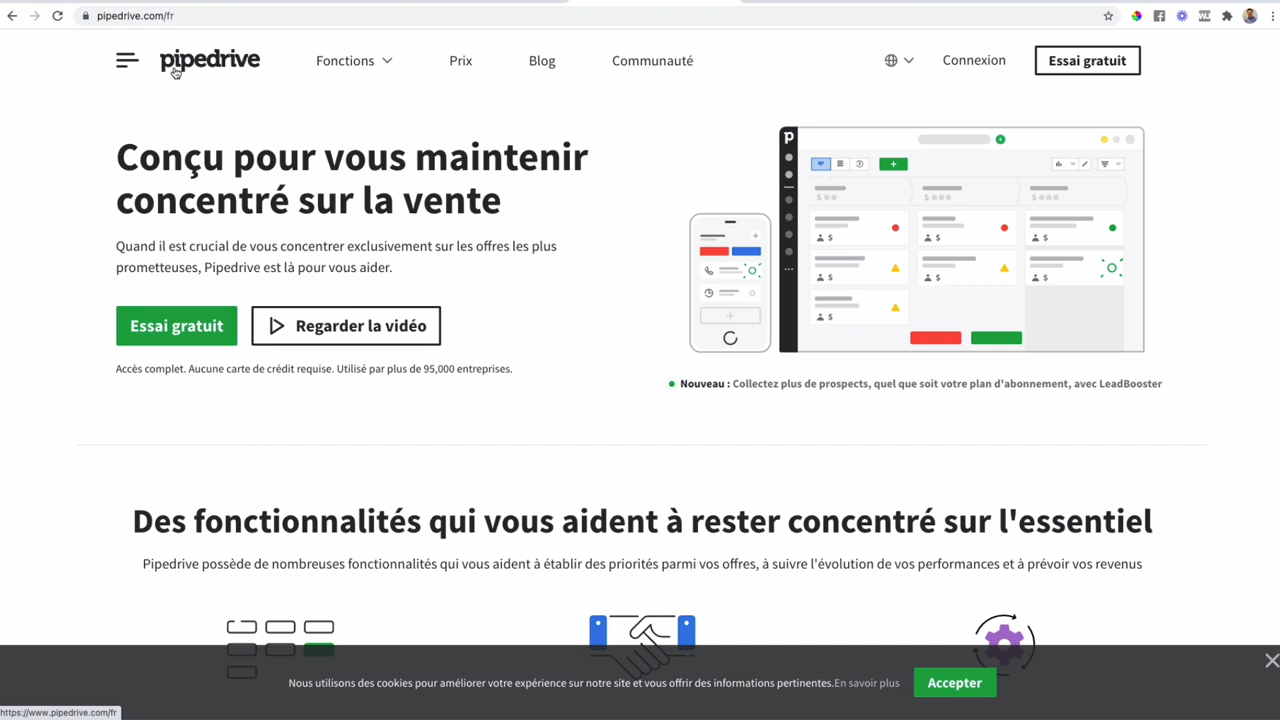 pipedrive.com/fr
pipedrive
Fonctions
Prix
Blog
Communauté
Connexion
Essai gratuit
Conçu pour vous maintenir
concentré sur la vente
Quand il est crucial de vous concentrer exclusivement sur les offres les plus
prometteuses, Pipedrive est là pour vous aider.
Essai gratuit
Regarder la vidéo
Accès complet. Aucune carte de crédit requise. Utilisé par plus de 95,000 entreprises.
p
$
$
$
$
$
$
$
$
$
$
Nouveau : Collectez plus de prospects, quel que soit votre plan d'abonnement, avec LeadBooster
Des fonctionnalités qui vous aident à rester concentré sur l'essentiel
Pipedrive possède de nombreuses fonctionnalités qui vous aident à établir des priorités parmi vos offres, à suivre l'évolution de vos performances et à prévoir vos revenus
Nous utilisons des cookies pour améliorer votre expérience sur notre site et vous offrir des informations pertinentes.En savoir plus
Accepter
https://www.pipedrive.com/fr